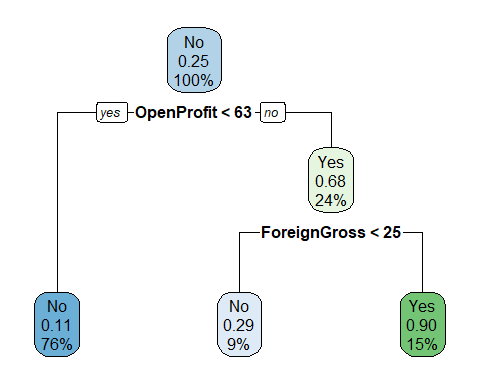 No
0.25
100%
yes OpenProfit < 63 no
Yes
0.68
24%
ForeignGross < 25
No
0.11
76%
No
0.29
9%
Yes
0.90
15%